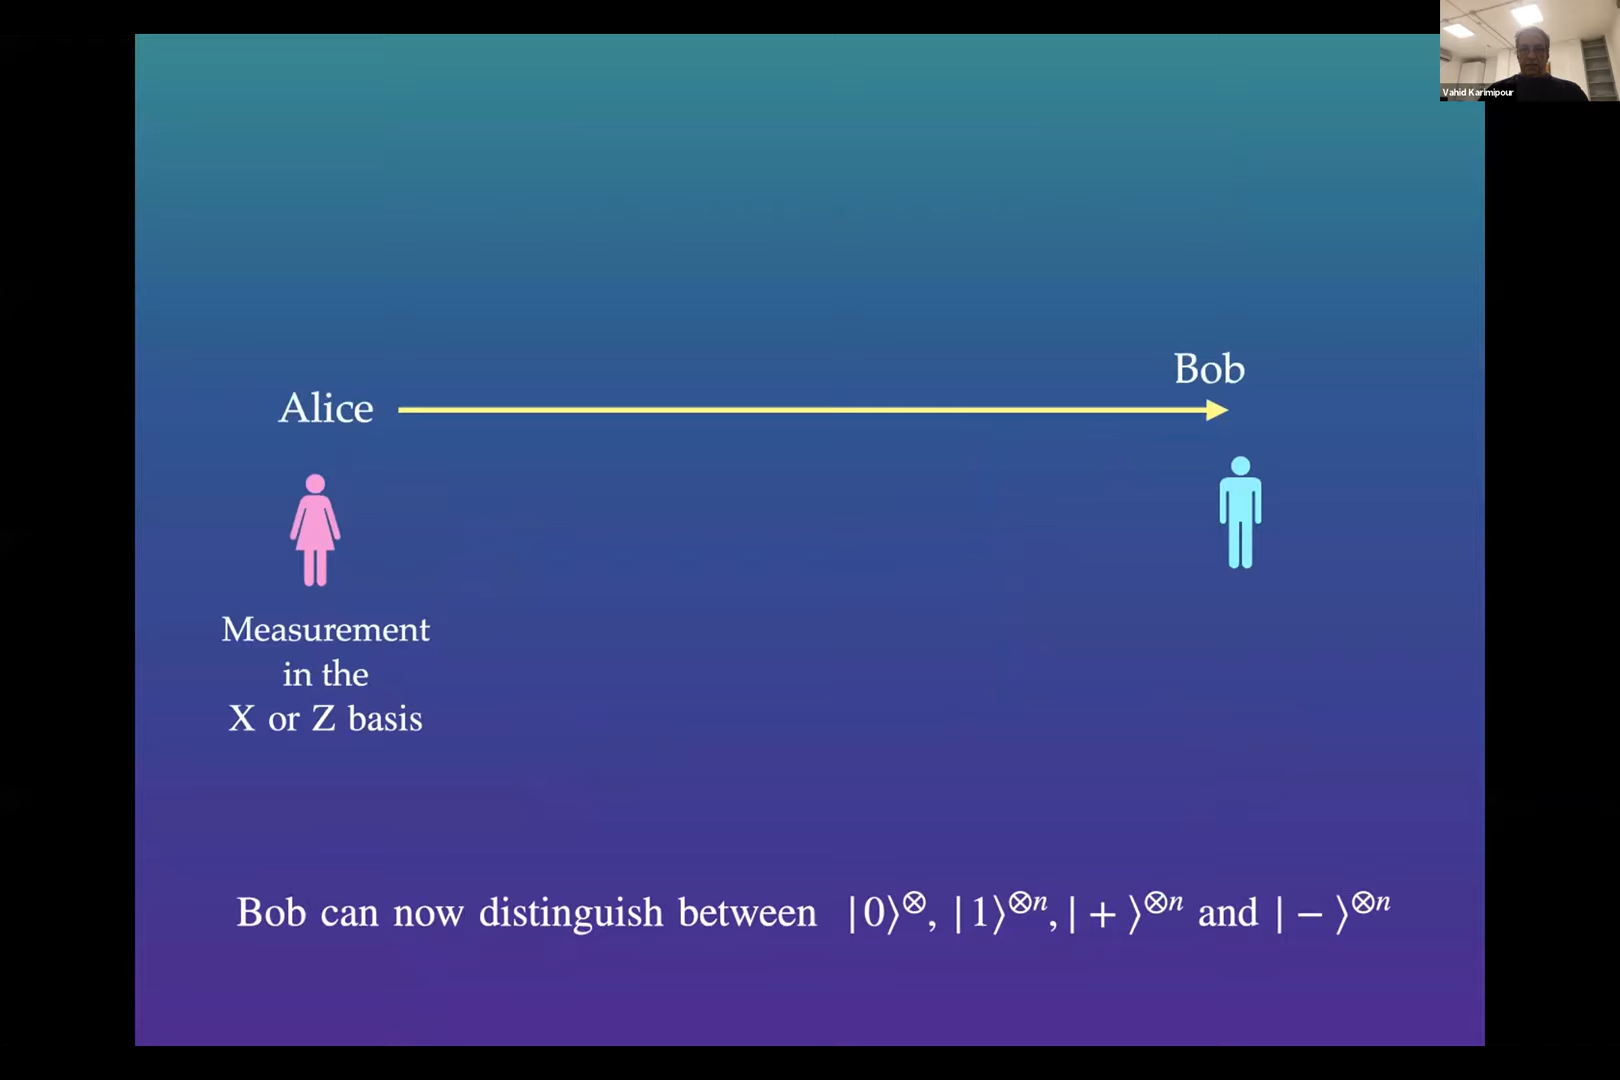 Vahid Karimipour
Bob
Alice
Measurement
in the
X or Z basis
Bob can now distinguish between |0⟩⊗, |1⟩⊗n, |+⟩⊗n and |−⟩⊗n